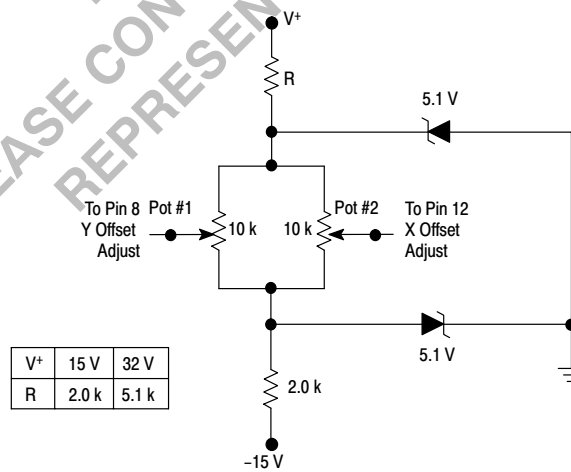 V+
R
5.1 V
To Pin 8 Pot #1
Y Offset
Adjust
10 k
10 k
Pot #2 To Pin 12
X Offset
Adjust
5.1 V
V+ 15 V 32 V
R 2.0 k 5.1 k
2.0 k
–15 V